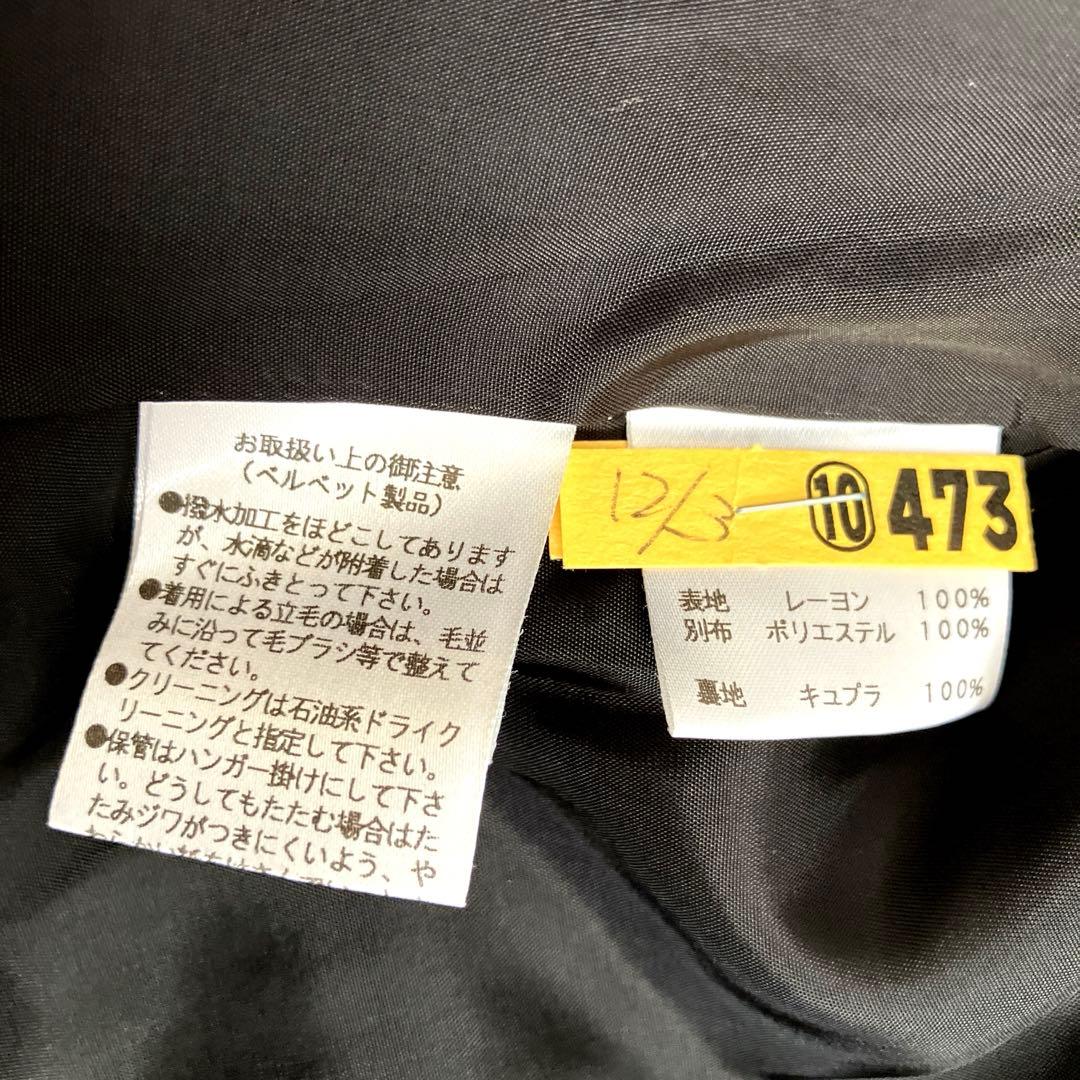 お取扱い上の御注意
（ベルベット製品）
●撥水加工をほどこしてあります
が、水滴などが附着した場合は
すぐにふきとって下さい。
●着用による立毛の場合は、毛並
みに沿って毛ブラシ等で整えて
てください。
●クリーニングは石油系ドライク
リーニングと指定して下さい。
●保管はハンガー掛けにして下さ
い。どうしてもたたむ場合はた
たみジワがつきにくいよう、や
12/3 ⑩ 473
表地 レーヨン 100%
別布 ポリエステル 100%
裏地 キュプラ 100%